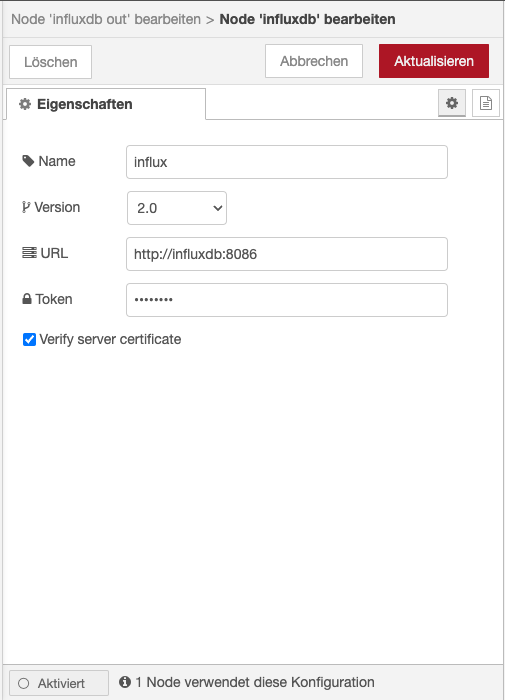 Node 'influxdb out' bearbeiten > Node 'influxdb' bearbeiten
Löschen
Abbrechen
Aktualisieren
Eigenschaften
Name
influx
Version
2.0
URL
http://influxdb:8086
Token
••••••••
Verify server certificate
Aktiviert
1 Node verwendet diese Konfiguration